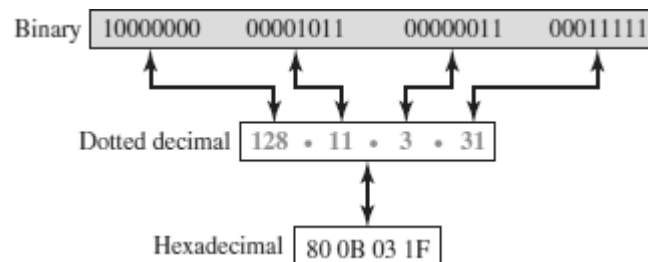 Binary 10000000 00001011 00000011 00011111
Dotted decimal 128 • 11 • 3 • 31
Hexadecimal 80 0B 03 1F